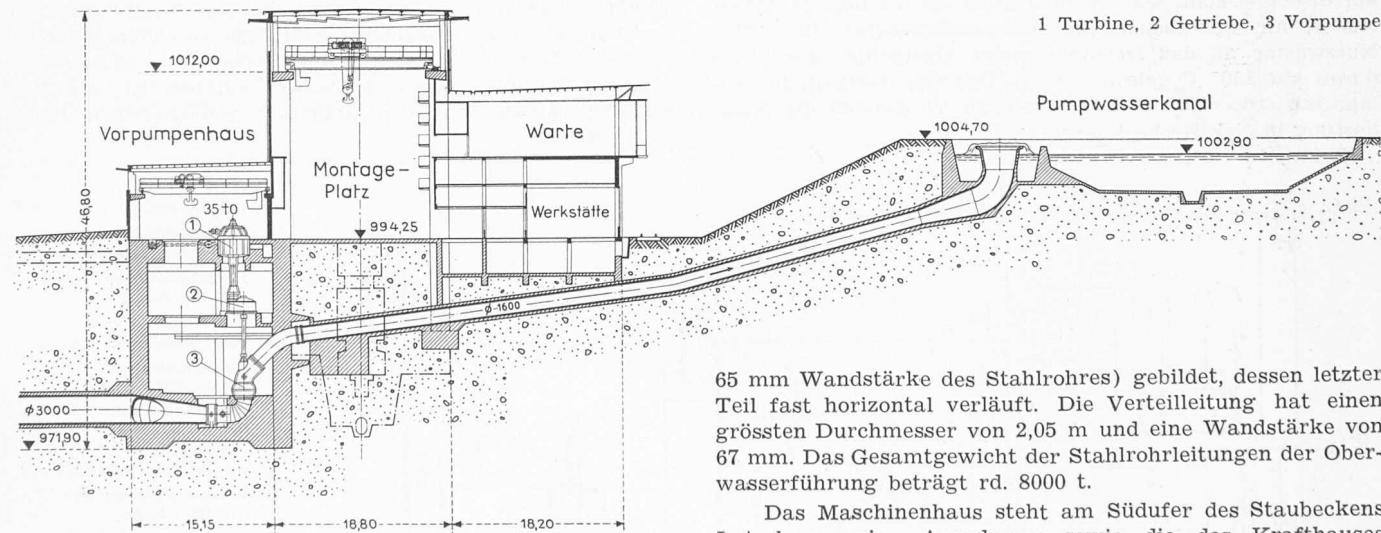 1 Turbine, 2 Getriebe, 3 Vorpumpe
1012,00
Vorpumpenhaus
Montage-
Platz
Warte
Werkstätte
Pumpwasserkanal
1004,70
1002,90
46,80
35t0
994,25
1
2
3
ϕ 1600
ϕ 3000
971,90
15,15
18,80
18,20
65 mm Wandstärke des Stahlrohres) gebildet, dessen letzter
Teil fast horizontal verläuft. Die Verteilleitung hat einen
grössten Durchmesser von 2,05 m und eine Wandstärke von
67 mm. Das Gesamtgewicht der Stahlrohrleitungen der Ober-
wasserführung beträgt rd. 8000 t.
Das Maschinenhaus steht am Südufer des Staubeckens